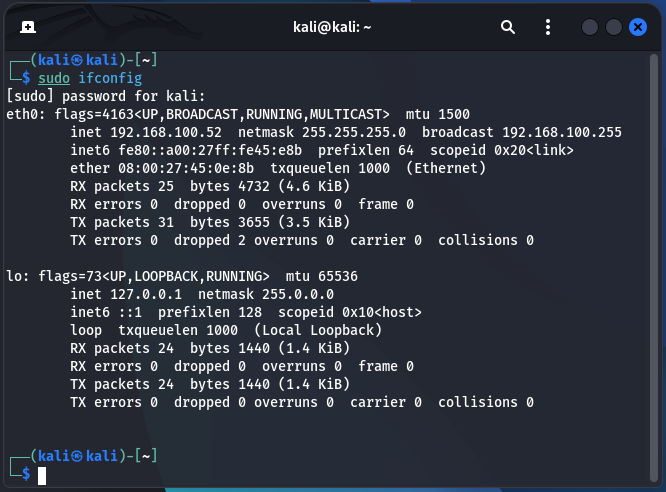 kali@kali: ~
┌──(kali㉿kali)-[~]
└─$ sudo ifconfig
[sudo] password for kali:
eth0: flags=4163<UP,BROADCAST,RUNNING,MULTICAST>  mtu 1500
        inet 192.168.100.52  netmask 255.255.255.0  broadcast 192.168.100.255
        inet6 fe80::a00:27ff:fe45:e8b  prefixlen 64  scopeid 0x20<link>
        ether 08:00:27:45:0e:8b  txqueuelen 1000  (Ethernet)
        RX packets 25  bytes 4732 (4.6 KiB)
        RX errors 0  dropped 0  overruns 0  frame 0
        TX packets 31  bytes 3655 (3.5 KiB)
        TX errors 0  dropped 2 overruns 0  carrier 0  collisions 0

lo: flags=73<UP,LOOPBACK,RUNNING>  mtu 65536
        inet 127.0.0.1  netmask 255.0.0.0
        inet6 ::1  prefixlen 128  scopeid 0x10<host>
        loop  txqueuelen 1000  (Local Loopback)
        RX packets 24  bytes 1440 (1.4 KiB)
        RX errors 0  dropped 0  overruns 0  frame 0
        TX packets 24  bytes 1440 (1.4 KiB)
        TX errors 0  dropped 0 overruns 0  carrier 0  collisions 0

┌──(kali㉿kali)-[~]
└─$